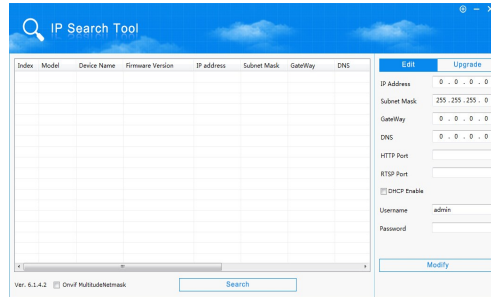 IP Search Tool
Index Model Device Name Firmware Version IP address Subnet Mask GateWay DNS
Edit Upgrade
IP Address 0 . 0 . 0 . 0
Subnet Mask 255 . 255 . 255 . 0
GateWay 0 . 0 . 0 . 0
DNS 0 . 0 . 0 . 0
HTTP Port
RTSP Port
DHCP Enable
Username admin
Password
Modify
Ver. 6.1.4.2 Onvif MultitudeNetmask Search